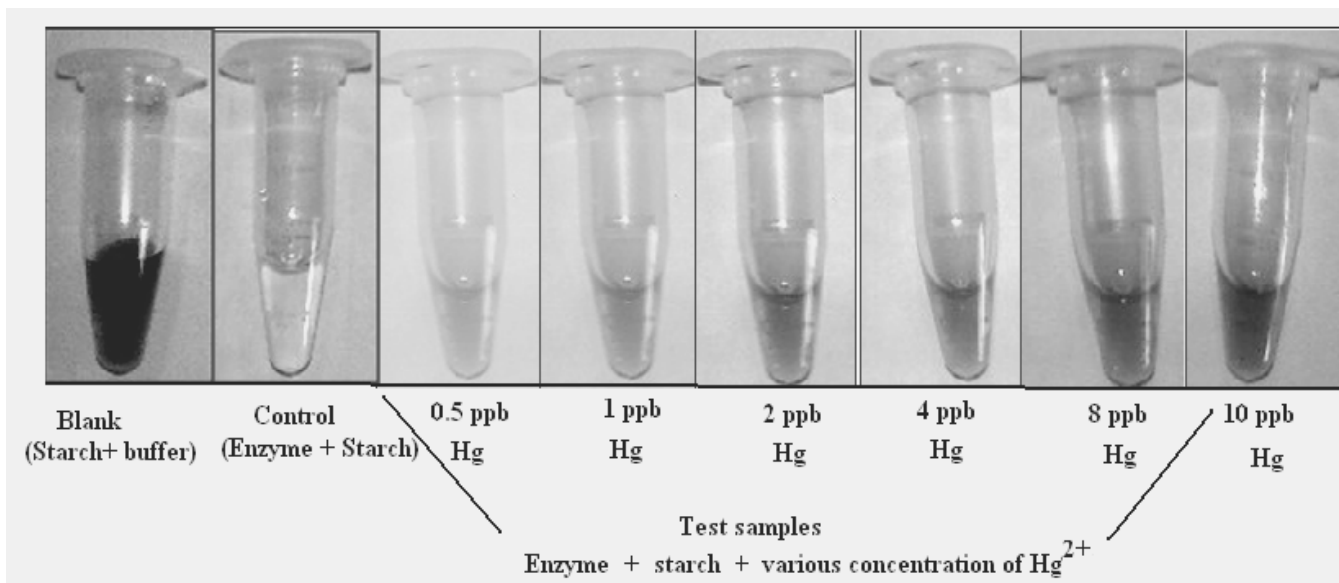 Blank
(Starch+ buffer)
Control
(Enzyme + Starch)
0.5 ppb
Hg
1 ppb
Hg
2 ppb
Hg
4 ppb
Hg
8 ppb
Hg
10 ppb
Hg
Test samples
Enzyme + starch + various concentration of Hg2+